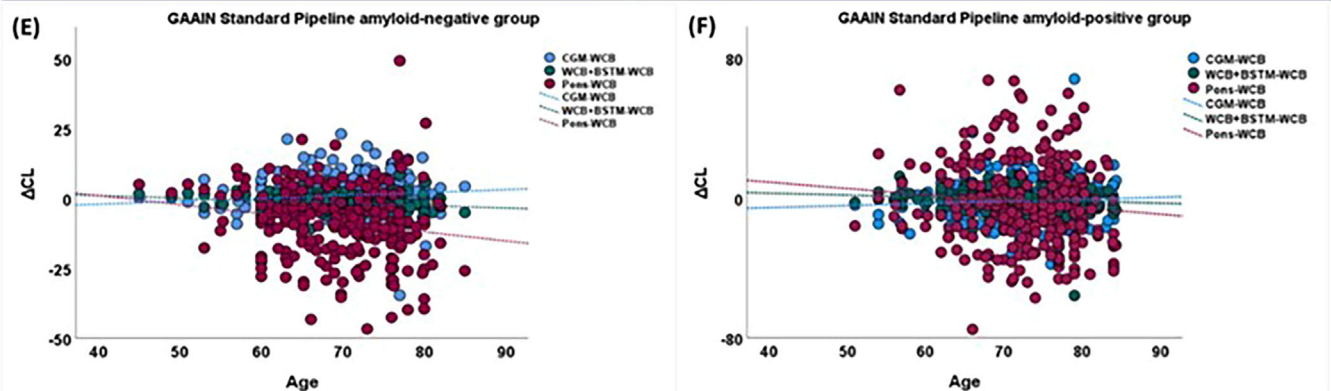 (E)
GAAIN Standard Pipeline amyloid-negative group
50
25
0
-25
-50
ΔCL
40 50 60 70 80 90
Age
CGM-WCB
WCB+BSTM-WCB
Pons-WCB
CGM-WCB
WCB+BSTM-WCB
Pons-WCB
(F)
GAAIN Standard Pipeline amyloid-positive group
80
0
-80
ΔCL
40 50 60 70 80 90
Age
CGM-WCB
WCB+BSTM-WCB
Pons-WCB
CGM-WCB
WCB+BSTM-WCB
Pons-WCB